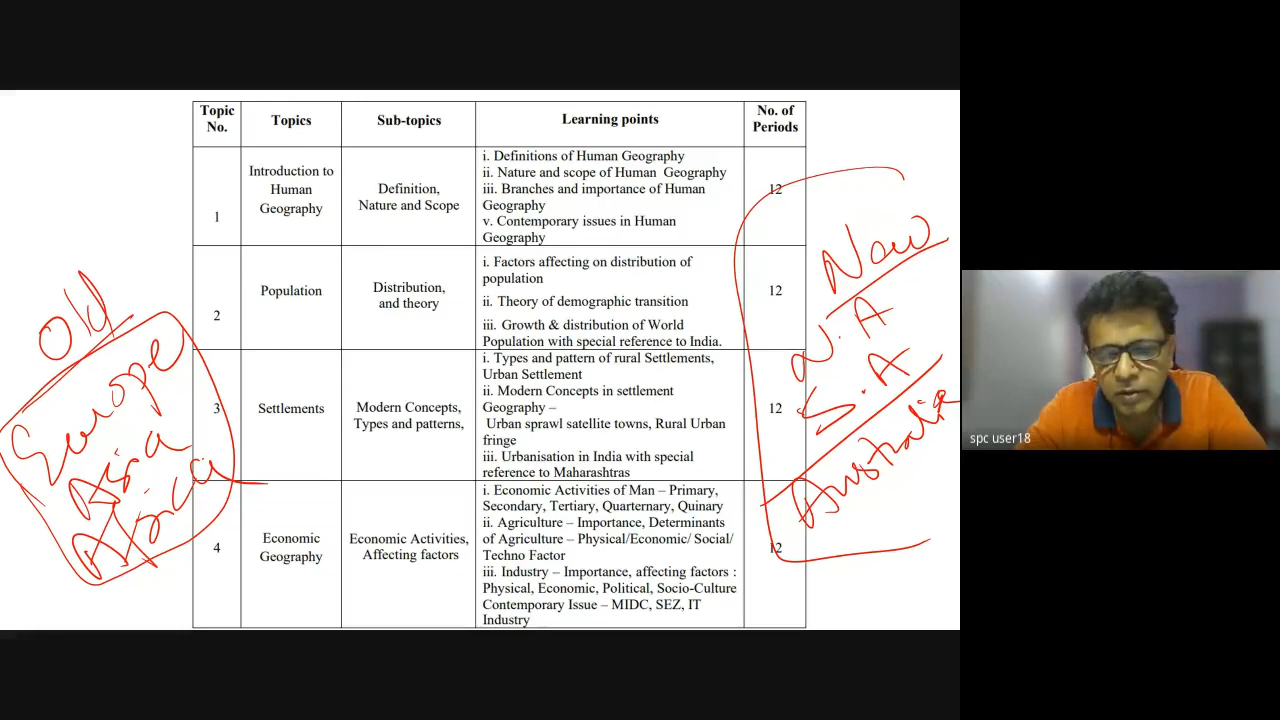 Topic No.
Topics
Sub-topics
Learning points
No. of Periods
1
Introduction to Human Geography
Definition, Nature and Scope
i. Definitions of Human Geography
ii. Nature and scope of Human Geography
iii. Branches and importance of Human
Geography
v. Contemporary issues in Human
Geography
12
2
Population
Distribution, and theory
i. Factors affecting on distribution of
population
ii. Theory of demographic transition
iii. Growth & distribution of World
Population with special reference to India.
12
3
Settlements
Modern Concepts, Types and patterns,
i. Types and pattern of rural Settlements,
Urban Settlement
ii. Modern Concepts in settlement
Geography –
Urban sprawl satellite towns, Rural Urban
fringe
iii. Urbanisation in India with special
reference to Maharashtras
12
4
Economic Geography
Economic Activities, Affecting factors
i. Economic Activities of Man – Primary,
Secondary, Tertiary, Quarternary, Quinary
ii. Agriculture – Importance, Determinants
of Agriculture – Physical/Economic/ Social/
Techno Factor
iii. Industry – Importance, affecting factors :
Physical, Economic, Political, Socio-Culture
Contemporary Issue – MIDC, SEZ, IT
Industry
12
Old
Europe
Asia
Africa
New
N.A
S.A
Australia
spc user18